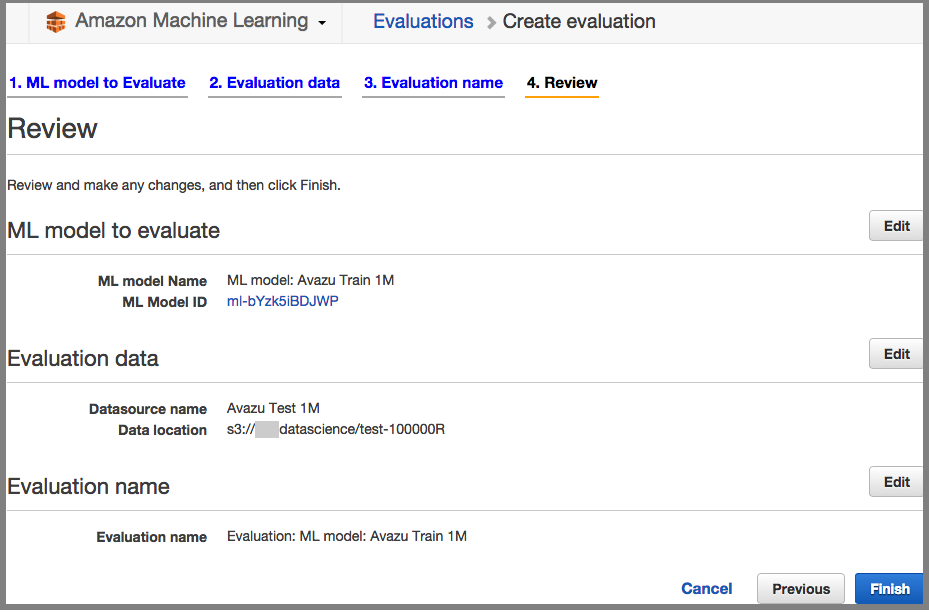 Amazon Machine Learning Evaluations > Create evaluation
1. ML model to Evaluate 2. Evaluation data 3. Evaluation name 4. Review
Review
Review and make any changes, and then click Finish.
ML model to evaluate Edit
ML model Name ML model: Avazu Train 1M
ML Model ID ml-bYzk5iBDJWP
Evaluation data Edit
Datasource name Avazu Test 1M
Data location s3:// datascience/test-100000R
Evaluation name Edit
Evaluation name Evaluation: ML model: Avazu Train 1M
Cancel Previous Finish